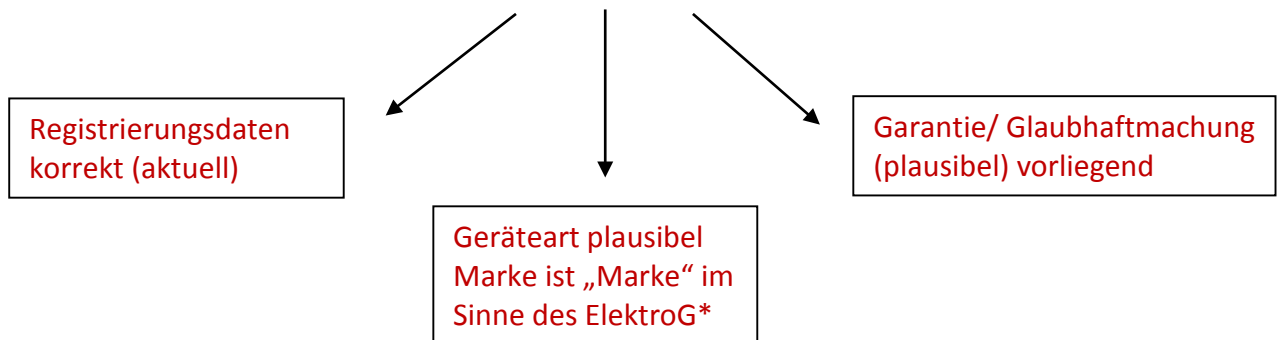 Registrierungsdaten
korrekt (aktuell)
Garantie/ Glaubhaftmachung
(plausibel) vorliegend
Geräteart plausibel
Marke ist „Marke“ im
Sinne des ElektroG*